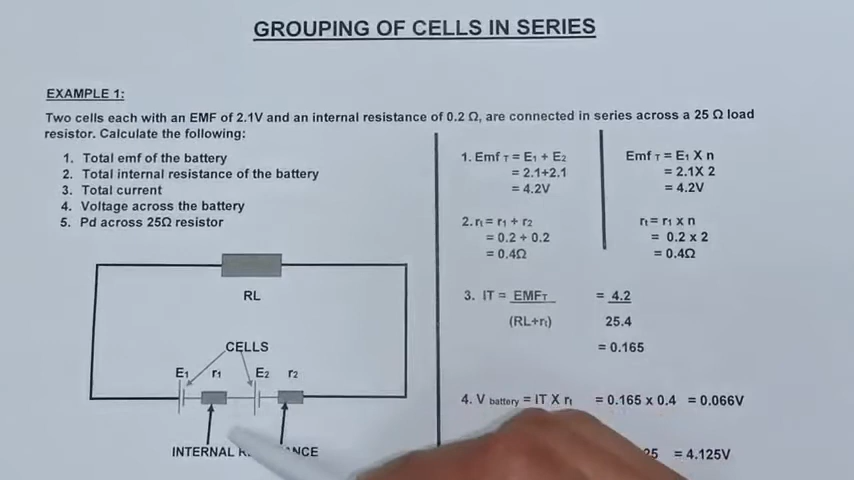 GROUPING OF CELLS IN SERIES
EXAMPLE 1:
Two cells each with an EMF of 2.1V and an internal resistance of 0.2 Ω, are connected in series across a 25 Ω load
resistor. Calculate the following:
1. Total emf of the battery
2. Total internal resistance of the battery
3. Total current
4. Voltage across the battery
5. Pd across 25Ω resistor
RL
CELLS
E1 r1 E2 r2
INTERNAL
1. Emf T = E1 + E2
= 2.1+2.1
= 4.2V
2. rt = r1 + r2
= 0.2 + 0.2
= 0.4Ω
Emf T = E1 X n
= 2.1X 2
= 4.2V
rt = r1 x n
= 0.2 x 2
= 0.4Ω
3. IT = EMFT = 4.2
(RL+rt) 25.4
= 0.165
4. V battery = IT X rt = 0.165 x 0.4 = 0.066V
25 = 4.125V